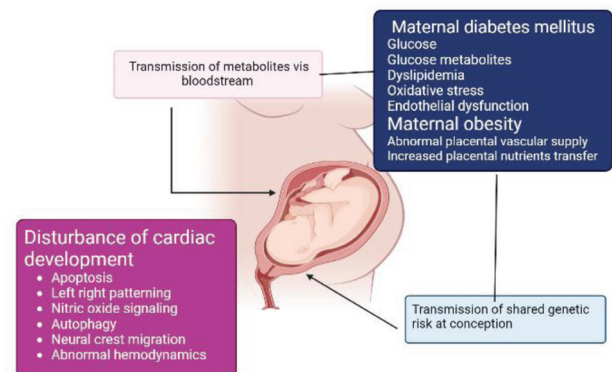 Transmission of metabolites vis
bloodstream
Maternal diabetes mellitus
Glucose
Glucose metabolites
Dyslipidemia
Oxidative stress
Endothelial dysfunction
Maternal obesity
Abnormal placental vascular supply
Increased placental nutrients transfer
Disturbance of cardiac
development
• Apoptosis
• Left right patterning
• Nitric oxide signaling
• Autophagy
• Neural crest migration
• Abnormal hemodynamics
Transmission of shared genetic
risk at conception